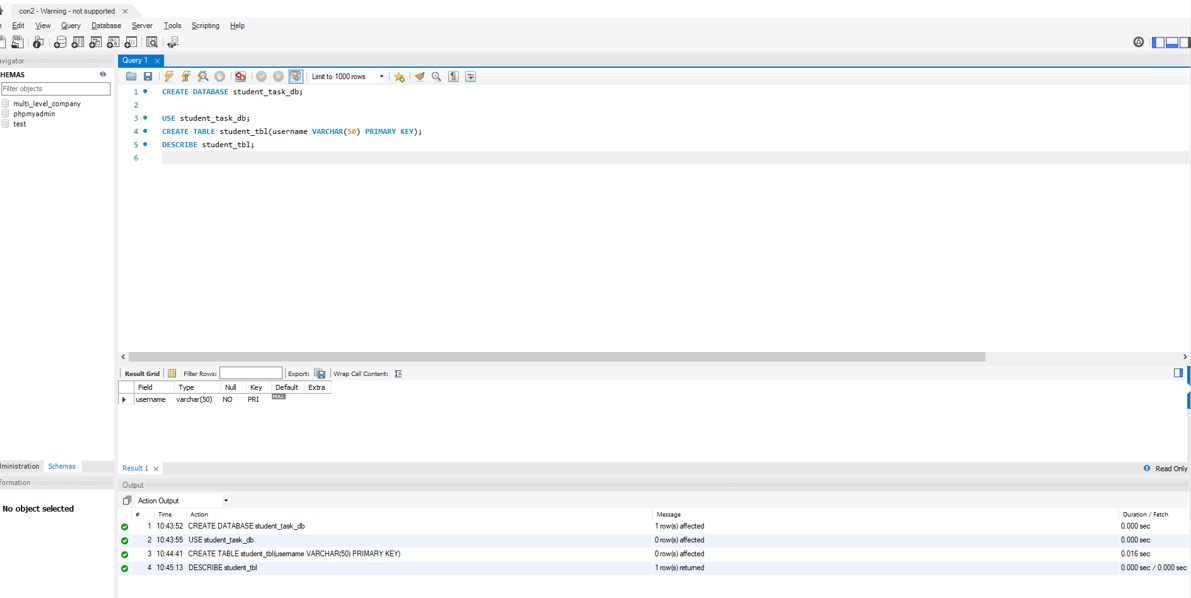 con2 - Warning - not supported
Edit View Query Database Server Tools Scripting Help
avigator
Query 1
HEMAS
Limit to 1000 rows
Filter objects
multi_level_company
phpmyadmin
test
1 CREATE DATABASE student_task_db;
2
3 USE student_task_db;
4 CREATE TABLE student_tbl(username VARCHAR(50) PRIMARY KEY);
5 DESCRIBE student_tbl;
6
Result Grid Filter Rows: Export: Wrap Cell Content:
Field Type Null Key Default Extra
username varchar(50) NO PRI NULL
dministration Schemas
Result 1 Read Only
formation
No object selected
Output
Action Output
# Time Action Message Duration / Fetch
1 10:43:52 CREATE DATABASE student_task_db 1 row(s) affected 0.000 sec
2 10:43:55 USE student_task_db 0 row(s) affected 0.000 sec
3 10:44:41 CREATE TABLE student_tbl(username VARCHAR(50) PRIMARY KEY) 0 row(s) affected 0.016 sec
4 10:45:13 DESCRIBE student_tbl 1 row(s) returned 0.000 sec / 0.000 sec